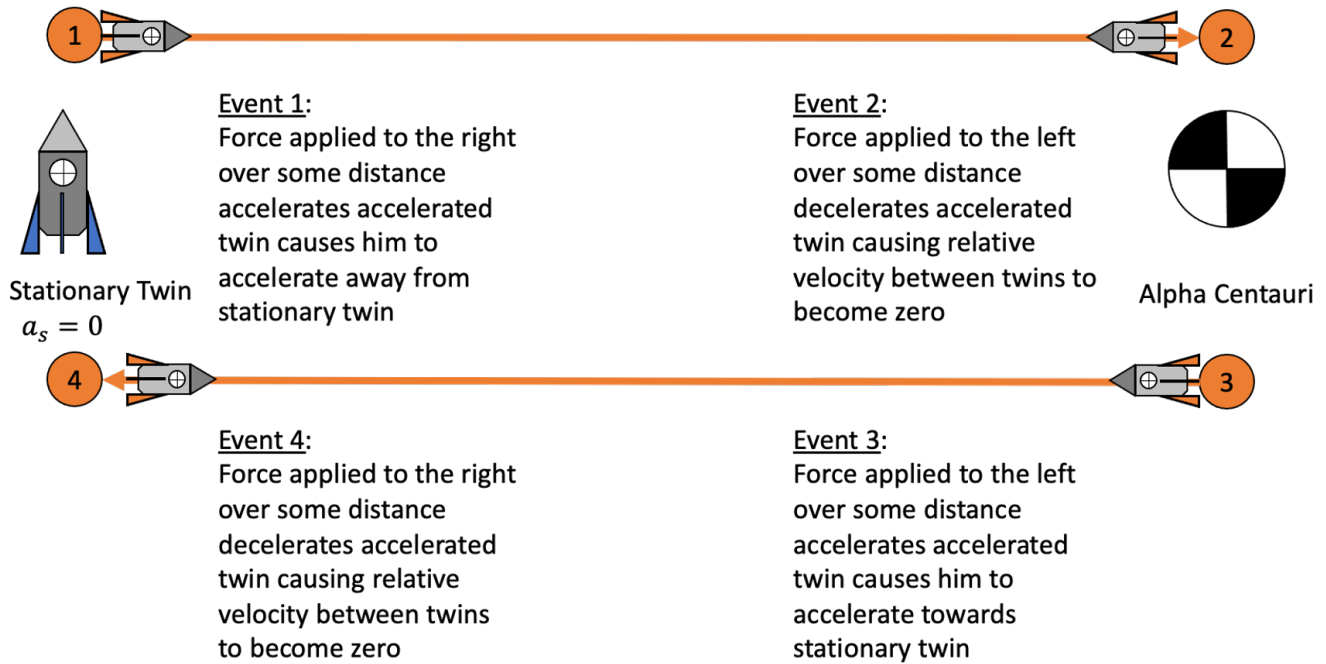 1
2
Event 1:
Force applied to the right
over some distance
accelerates accelerated
twin causes him to
accelerate away from
stationary twin
Event 2:
Force applied to the left
over some distance
decelerates accelerated
twin causing relative
velocity between twins to
become zero
Stationary Twin
aₛ = 0
Alpha Centauri
4
3
Event 4:
Force applied to the right
over some distance
decelerates accelerated
twin causing relative
velocity between twins
to become zero
Event 3:
Force applied to the left
over some distance
accelerates accelerated
twin causes him to
accelerate towards
stationary twin